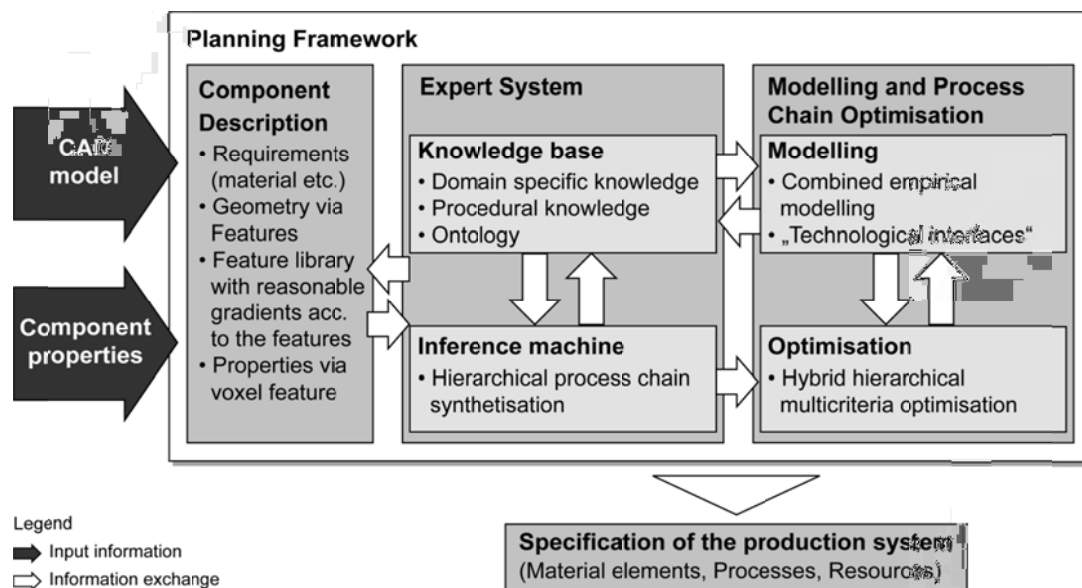 Planning Framework
CAD
model
Component
properties
Component
Description
• Requirements
(material etc.)
• Geometry via
Features
• Feature library
with reasonable
gradients acc.
to the features
• Properties via
voxel feature
Expert System
Knowledge base
• Domain specific knowledge
• Procedural knowledge
• Ontology
Inference machine
• Hierarchical process chain
synthetisation
Modelling and Process
Chain Optimisation
Modelling
• Combined empirical
modelling
• „Technological interfaces“
Optimisation
• Hybrid hierarchical
multicriteria optimisation
Legend
Input information
Information exchange
Specification of the production system
(Material elements, Processes, Resources)